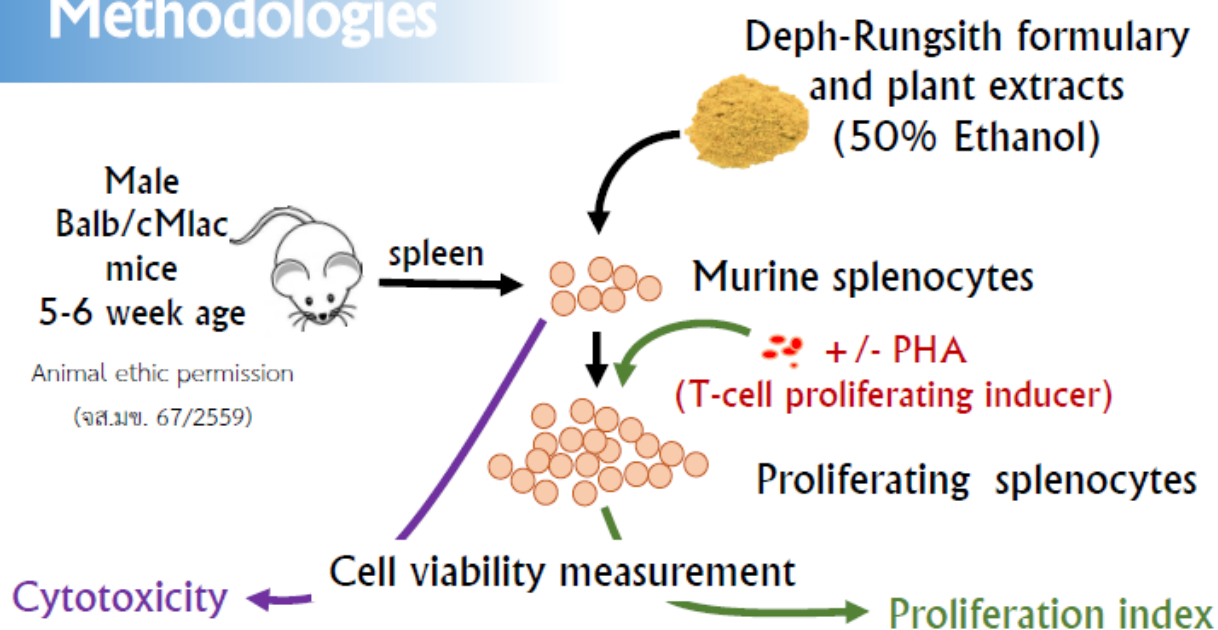 Methodologies
Deph-Rungsith formulary
and plant extracts
(50% Ethanol)
Male
Balb/cMlac
mice
5-6 week age
Animal ethic permission
(จส.มข. 67/2559)
spleen
Murine splenocytes
+/- PHA
(T-cell proliferating inducer)
Proliferating splenocytes
Cell viability measurement
Cytotoxicity
Proliferation index